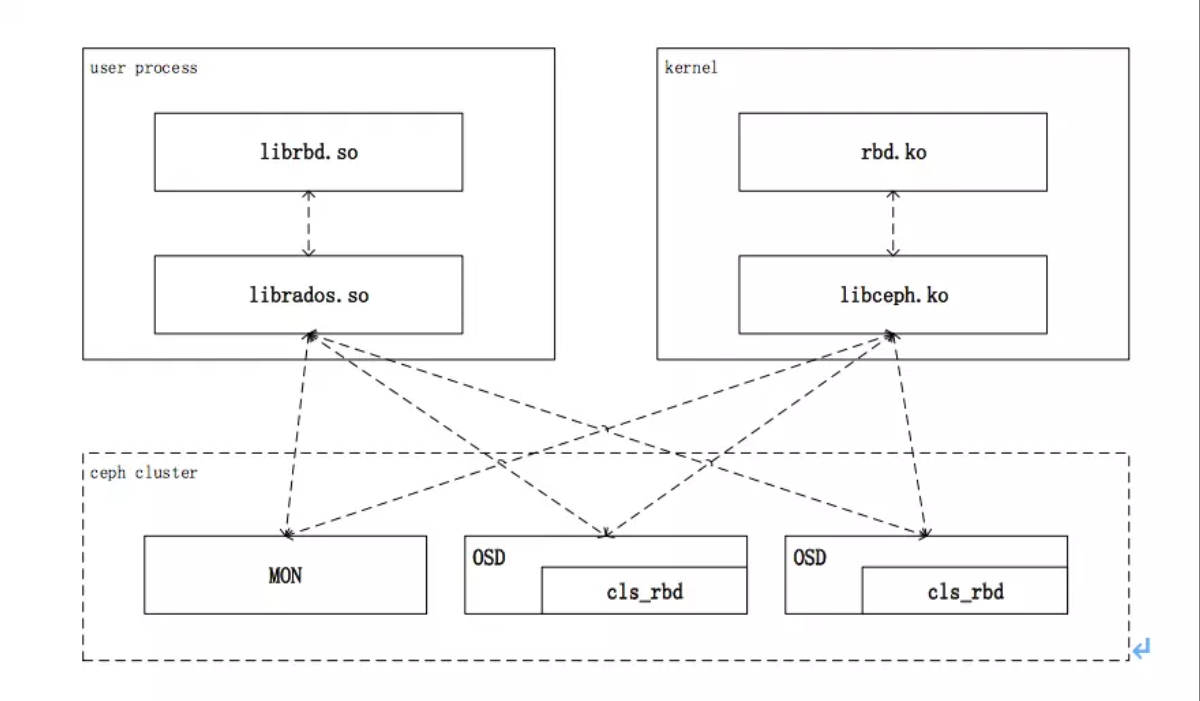 user process
kernel
librbd.so
rbd.ko
librados.so
libceph.ko
ceph cluster
MON
OSD
cls_rbd
OSD
cls_rbd